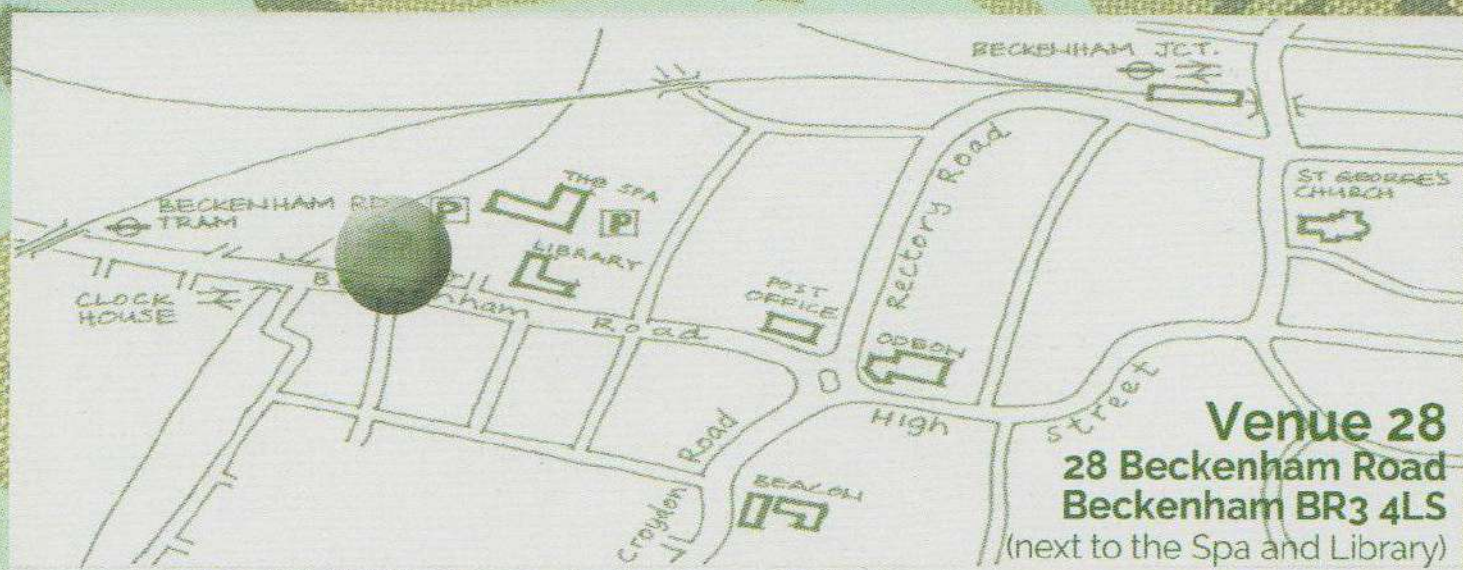 BECKENHAM JCT.
THE SPA
P
P
BECKENHAM RD
TRAM
LIBRARY
Rectory Road
ST GEORGE'S
CHURCH
CLOCK
HOUSE
Road
POST
OFFICE
ODEON
High
Street
Croydon Road
BEACON
Venue 28
28 Beckenham Road
Beckenham BR3 4LS
(next to the Spa and Library)